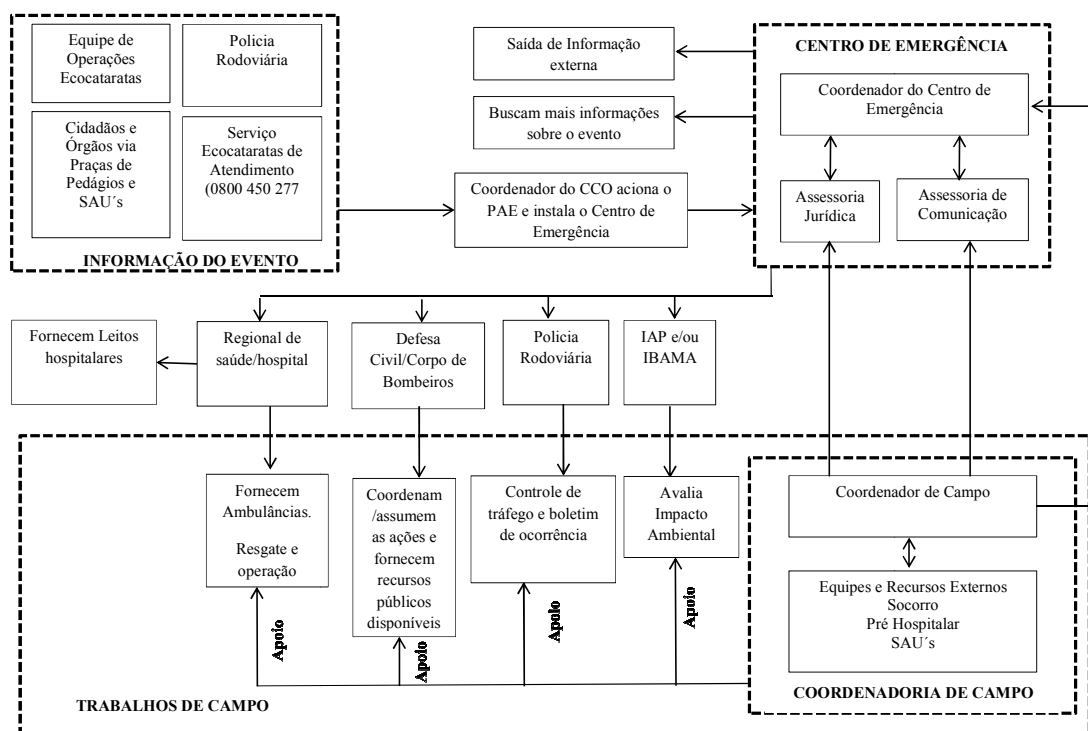 Equipe de
Operações
Ecocataratas
Policia
Rodoviária
Cidadãos e
Órgãos via
Praças de
Pedágios e
SAU´s
Serviço
Ecocataratas de
Atendimento
(0800 450 277
INFORMAÇÃO DO EVENTO
Saída de Informação
externa
Buscam mais informações
sobre o evento
Coordenador do CCO aciona o
PAE e instala o Centro de
Emergência
CENTRO DE EMERGÊNCIA
Coordenador do Centro de
Emergência
Assessoria
Jurídica
Assessoria de
Comunicação
Fornecem Leitos
hospitalares
Regional de
saúde/hospital
Defesa
Civil/Corpo de
Bombeiros
Policia
Rodoviária
IAP e/ou
IBAMA
Fornecem
Ambulâncias.
Resgate e
operação
Coordenam
/assumem
as ações e
fornecem
recursos
públicos
disponíveis
Controle de
tráfego e boletim
de ocorrência
Avalia
Impacto
Ambiental
Coordenador de Campo
Equipes e Recursos Externos
Socorro
Pré Hospitalar
SAU´s
Apoio
Apoio
Apoio
Apoio
COORDENADORIA DE CAMPO
TRABALHOS DE CAMPO